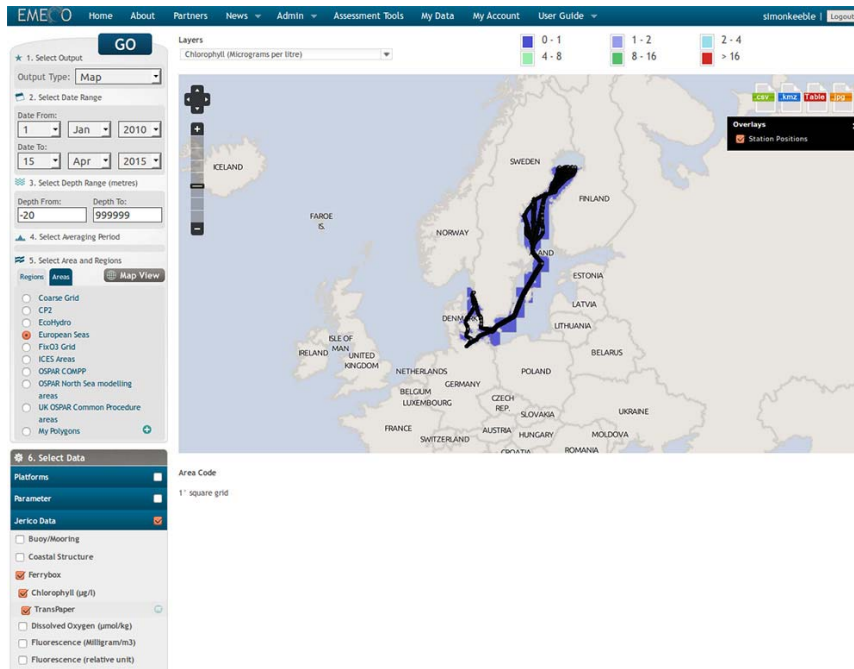 EMECO Home About Partners News Admin Assessment Tools My Data My Account User Guide simonkeeble | Logout
GO
1. Select Output
Output Type: Map
2. Select Date Range
Date From:
1 Jan 2010
Date To:
15 Apr 2015
3. Select Depth Range (metres)
Depth From: Depth To:
-20 999999
4. Select Averaging Period
5. Select Area and Regions
Regions Areas Map View
Coarse Grid
CP2
EcoHydro
European Seas
FixO3 Grid
ICES Areas
OSPAR COMPP
OSPAR North Sea modelling
areas
UK OSPAR Common Procedure
areas
My Polygons
6. Select Data
Platforms
Parameter
Jerico Data
Buoy/Mooring
Coastal Structure
Ferrybox
Chlorophyll (µg/l)
TransPaper
Dissolved Oxygen (µmol/kg)
Fluorescence (Milligram/m3)
Fluorescence (relative unit)
Layers
Chlorophyll (Micrograms per litre)
0 - 1 1 - 2 2 - 4
4 - 8 8 - 16 > 16
.csv .kmz Table .jpg
Overlays
Station Positions
ICELAND
SWEDEN
FINLAND
FAROE
IS.
NORWAY
LAND
ESTONIA
LATVIA
DENMARK
LITHUANIA
ISLE OF
MAN
IRELAND
UNITED
KINGDOM
BELARUS
NETHERLANDS
POLAND
GERMANY
BELGIUM
LUXEMBOURG
CZECH
REP.
SLOVAKIA
UKRAINE
FRANCE
AUSTRIA
HUNGARY
MOLDOVA
SWITZERLAND
CROATIA
ROMANIA
Area Code
1° square grid